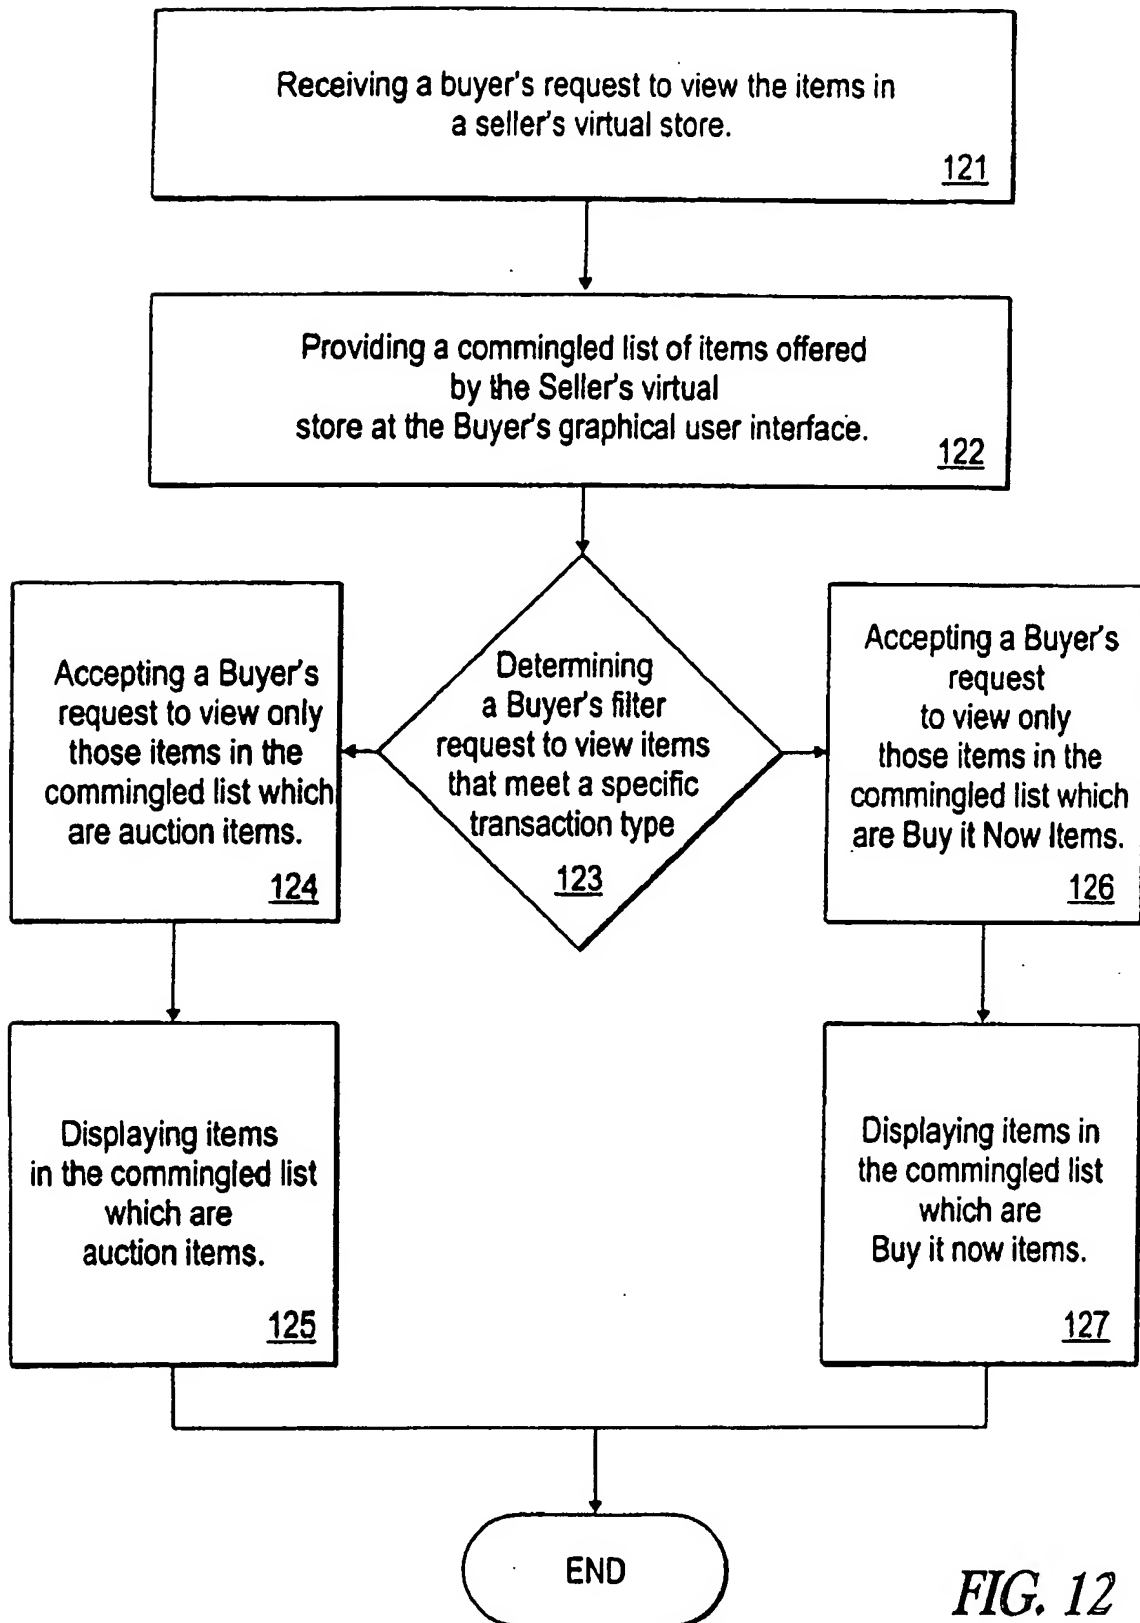 Receiving a buyer's request to view the items in
a seller's virtual store.
121
Providing a commingled list of items offered
by the Seller's virtual
store at the Buyer's graphical user interface.
122
Determining
a Buyer's filter
request to view items
that meet a specific
transaction type
123
Accepting a Buyer's
request to view only
those items in the
commingled list which
are auction items.
124
Accepting a Buyer's
request
to view only
those items in the
commingled list which
are Buy it Now Items.
126
Displaying items
in the commingled list
which are
auction items.
125
Displaying items in
the commingled list
which are
Buy it now items.
127
END
FIG. 12